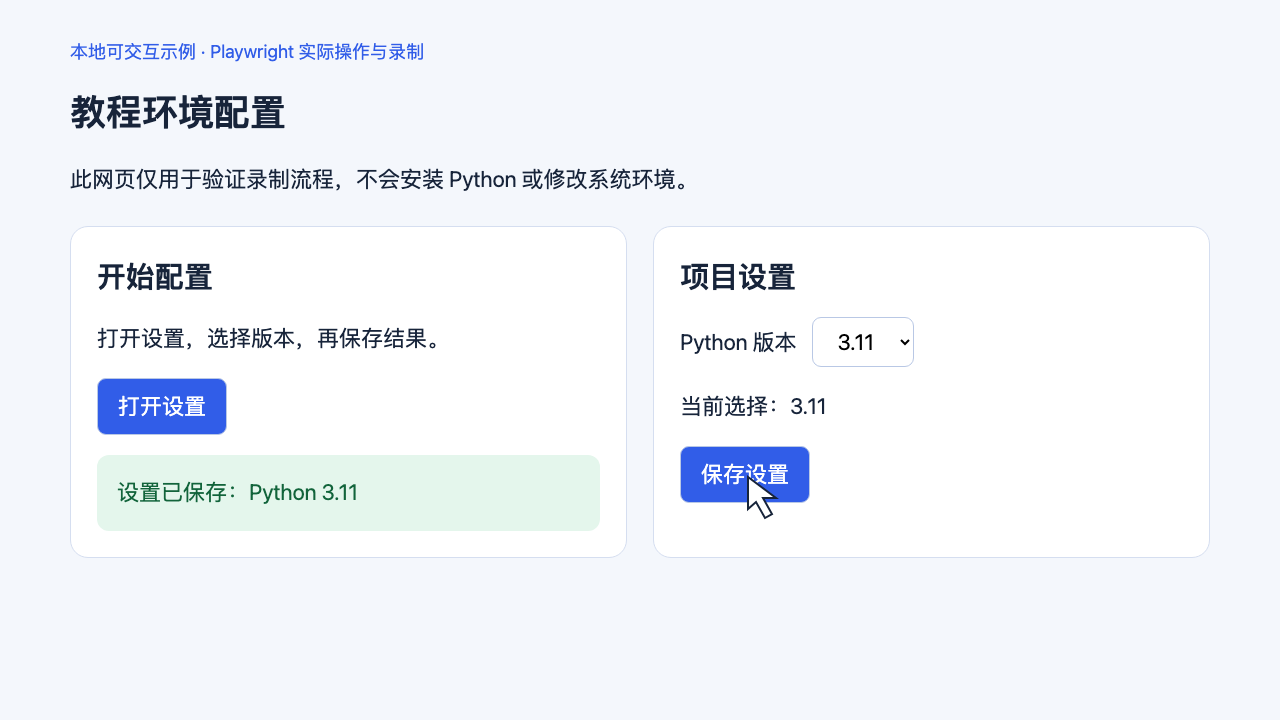 本地可交互示例 · Playwright 实际操作与录制
教程环境配置
此网页仅用于验证录制流程，不会安装 Python 或修改系统环境。
开始配置
打开设置，选择版本，再保存结果。
打开设置
设置已保存：Python 3.11
项目设置
Python 版本 3.11
当前选择：3.11
保存设置